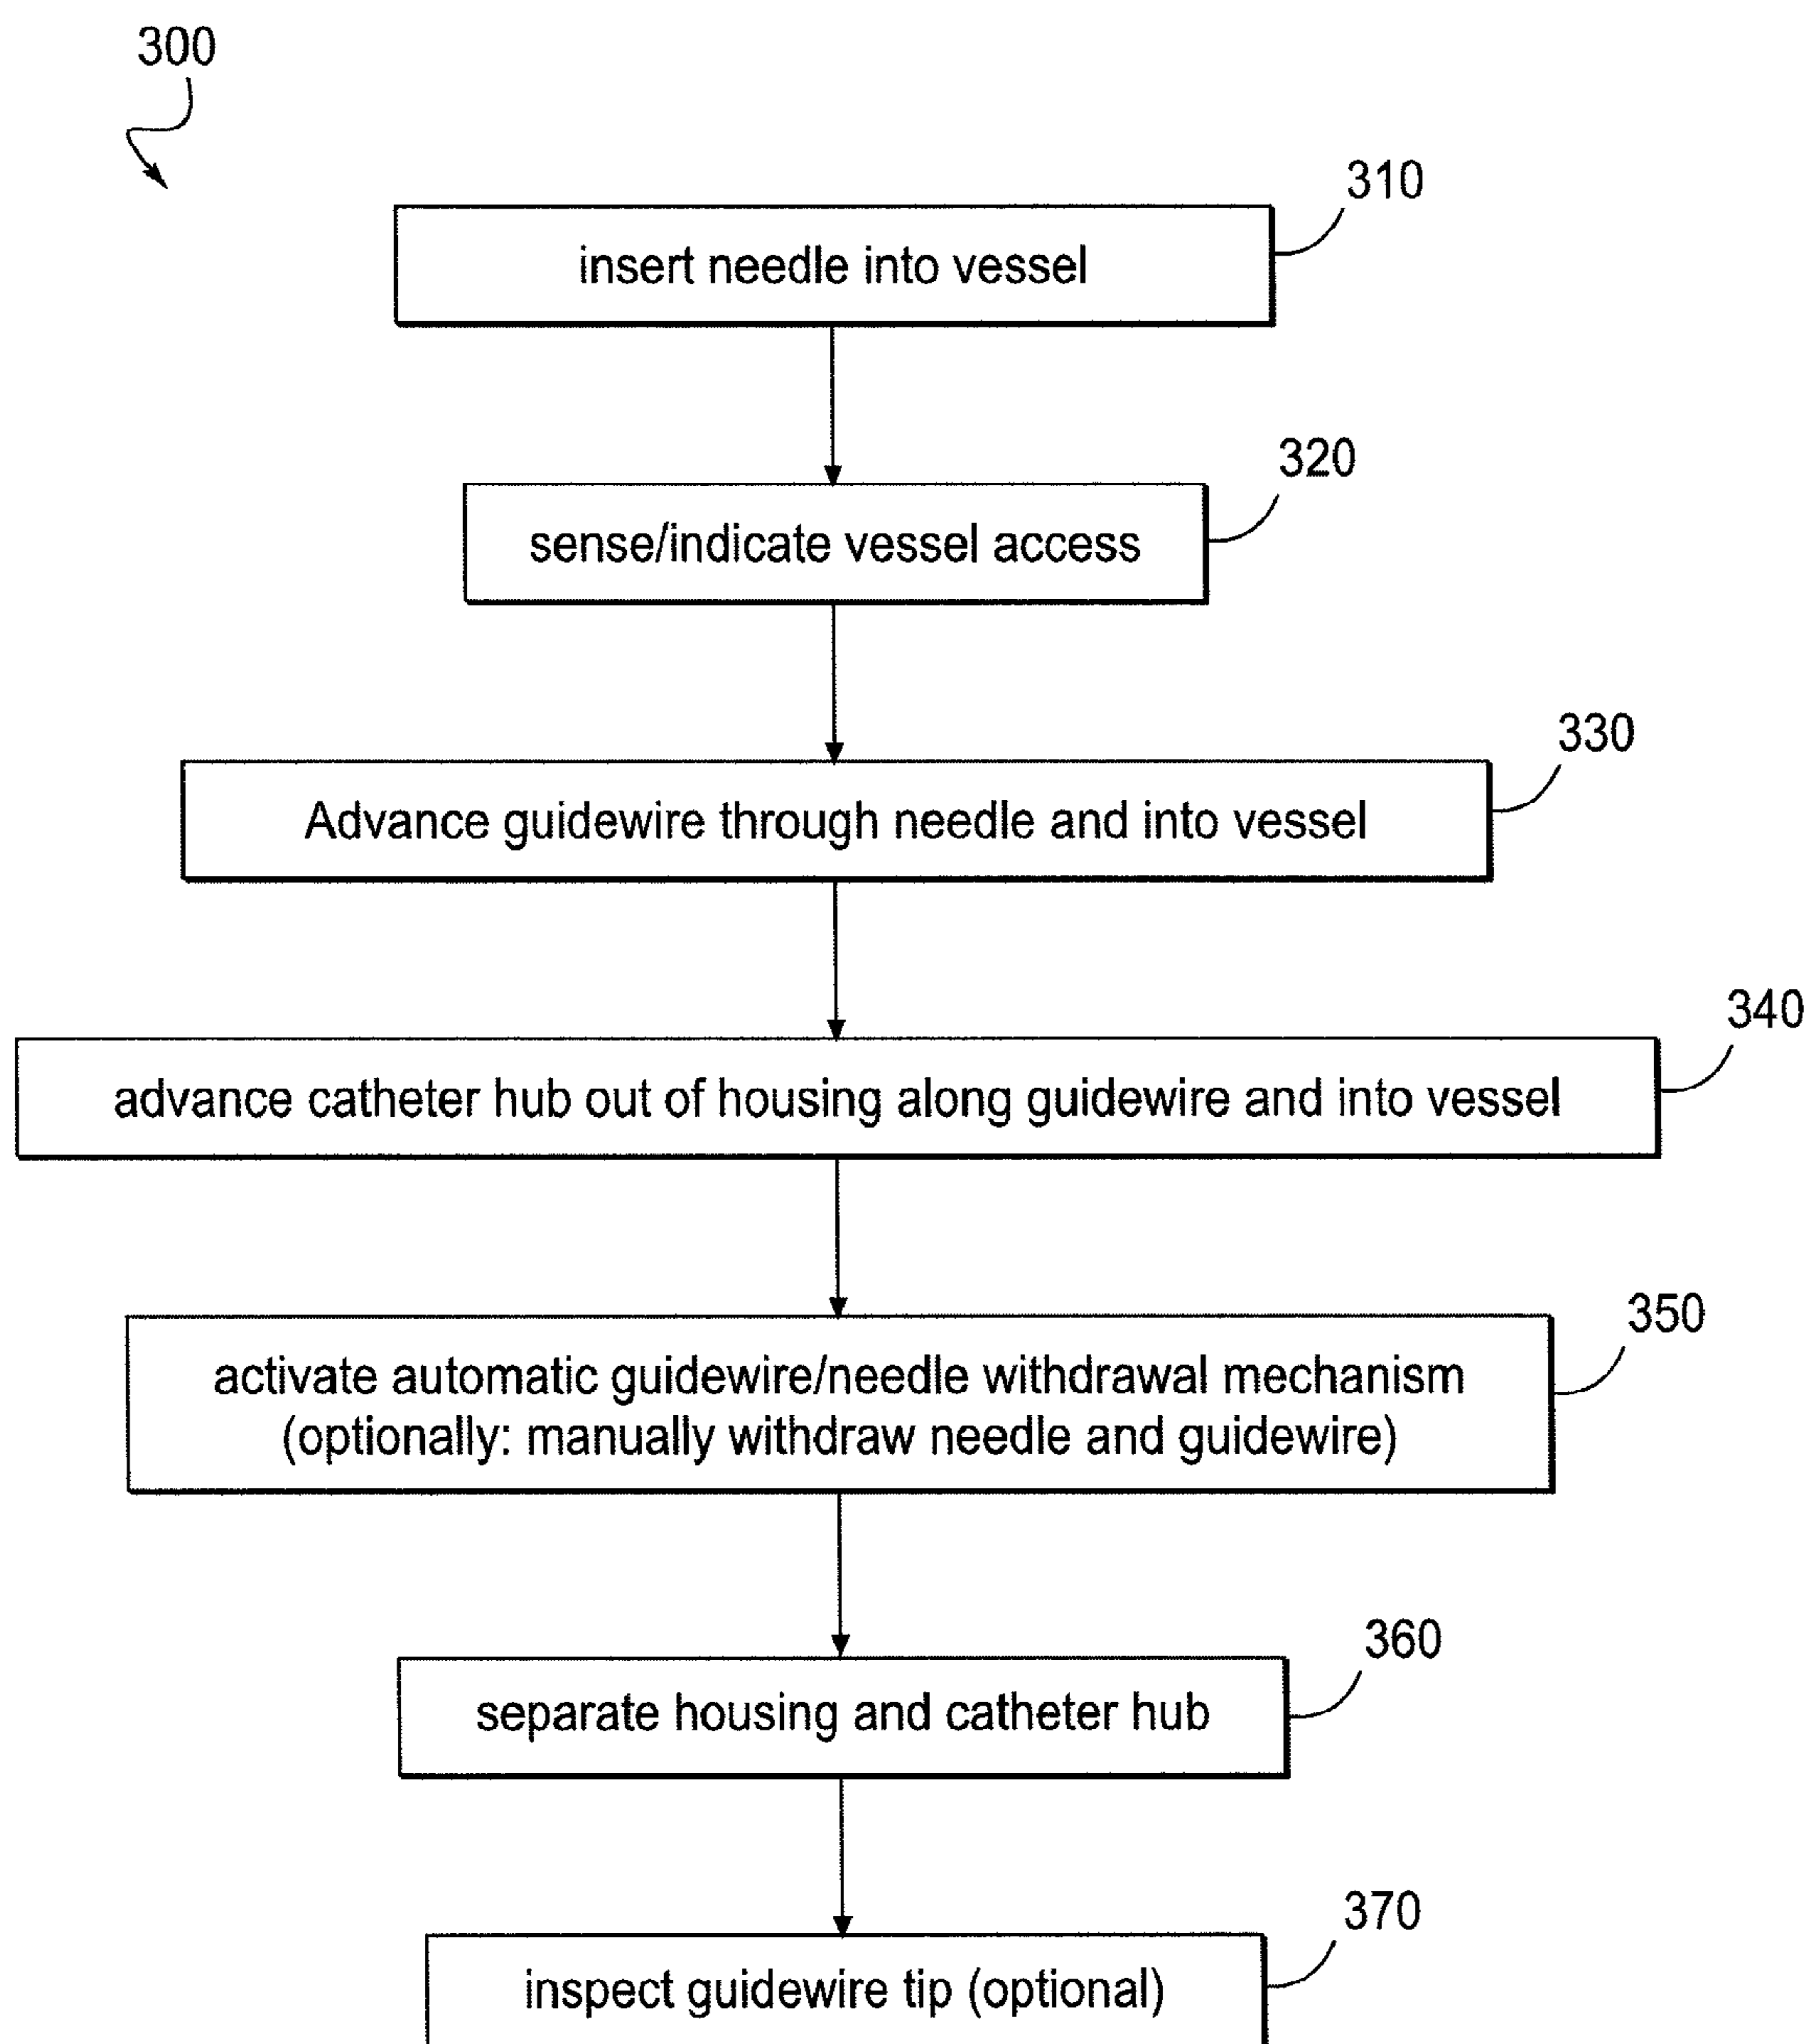 300
310
insert needle into vessel
320
sense/indicate vessel access
330
Advance guidewire through needle and into vessel
340
advance catheter hub out of housing along guidewire and into vessel
350
activate automatic guidewire/needle withdrawal mechanism
(optionally: manually withdraw needle and guidewire)
360
separate housing and catheter hub
370
inspect guidewire tip (optional)